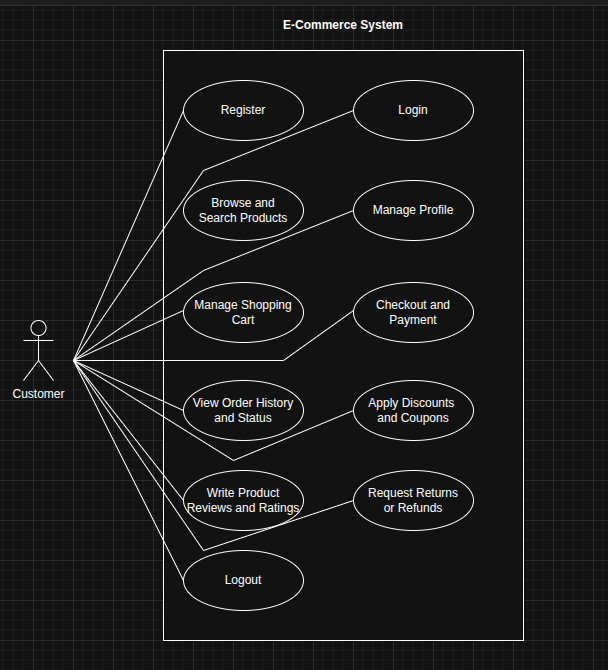 E-Commerce System
Register
Login
Browse and
Search Products
Manage Profile
Manage Shopping
Cart
Checkout and
Payment
Customer
View Order History
and Status
Apply Discounts
and Coupons
Write Product
Reviews and Ratings
Request Returns
or Refunds
Logout